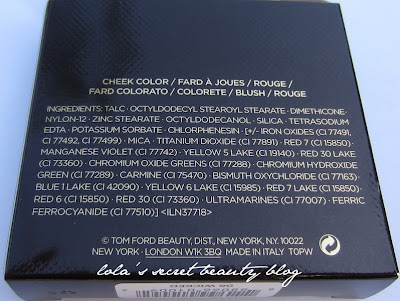 CHEEK COLOR / FARD À JOUES / ROUGE /
FARD COLORATO / COLORETE / BLUSH / ROUGE
INGREDIENTS: TALC • OCTYLDODECYL STEAROYL STEARATE • DIMETHICONE •
NYLON-12 • ZINC STEARATE • OCTYLDODECANOL • SILICA • TETRASODIUM
EDTA • POTASSIUM SORBATE • CHLORPHENESIN • [+/- IRON OXIDES (CI 77491,
CI 77492, CI 77499) • MICA • TITANIUM DIOXIDE (CI 77891) • RED 7 (CI 15850) •
MANGANESE VIOLET (CI 77742) • YELLOW 5 LAKE (CI 19140) • RED 30 LAKE
(CI 73360) • CHROMIUM OXIDE GREENS (CI 77288) • CHROMIUM HYDROXIDE
GREEN (CI 77289) • CARMINE (CI 75470) • BISMUTH OXYCHLORIDE (CI 77163) •
BLUE 1 LAKE (CI 42090) • YELLOW 6 LAKE (CI 15985) • RED 7 LAKE (CI 15850) •
RED 6 (CI 15850) • RED 30 (CI 73360) • ULTRAMARINES (CI 77007) • FERRIC
FERROCYANIDE (CI 77510)] <ILN37718>
© TOM FORD BEAUTY, DIST., NEW YORK, N.Y. 10022
NEW YORK • LONDON W1K 3BQ MADE IN ITALY TOPW
lola's secret beauty blog
WICKED